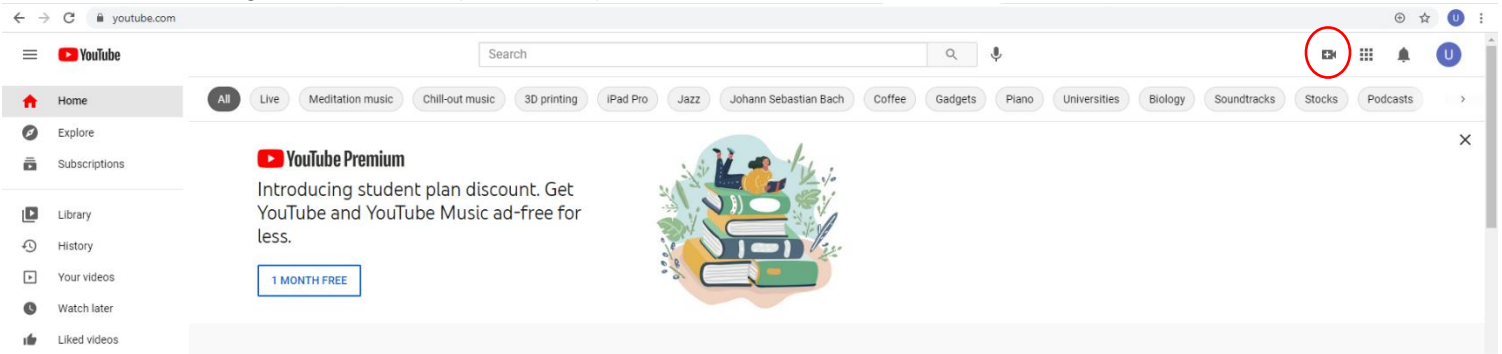 youtube.com
U
YouTube
Search
U
Home
Explore
Subscriptions
Library
History
Your videos
Watch later
Liked videos
All Live Meditation music Chill-out music 3D printing iPad Pro Jazz Johann Sebastian Bach Coffee Gadgets Piano Universities Biology Soundtracks Stocks Podcasts
YouTube Premium
Introducing student plan discount. Get
YouTube and YouTube Music ad-free for
less.
1 MONTH FREE